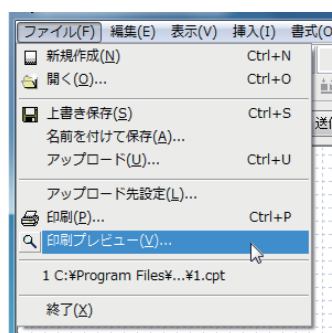 ファイル(F) 編集(E) 表示(V) 挿入(I) 書式(O
新規作成(N) Ctrl+N
開く(O)... Ctrl+O
上書き保存(S) Ctrl+S
名前を付けて保存(A)...
アップロード(U)... Ctrl+U
アップロード先設定(L)...
印刷(P)... Ctrl+P
印刷プレビュー(V)...
1 C:¥Program Files¥...¥1.cpt
終了(X)
送信